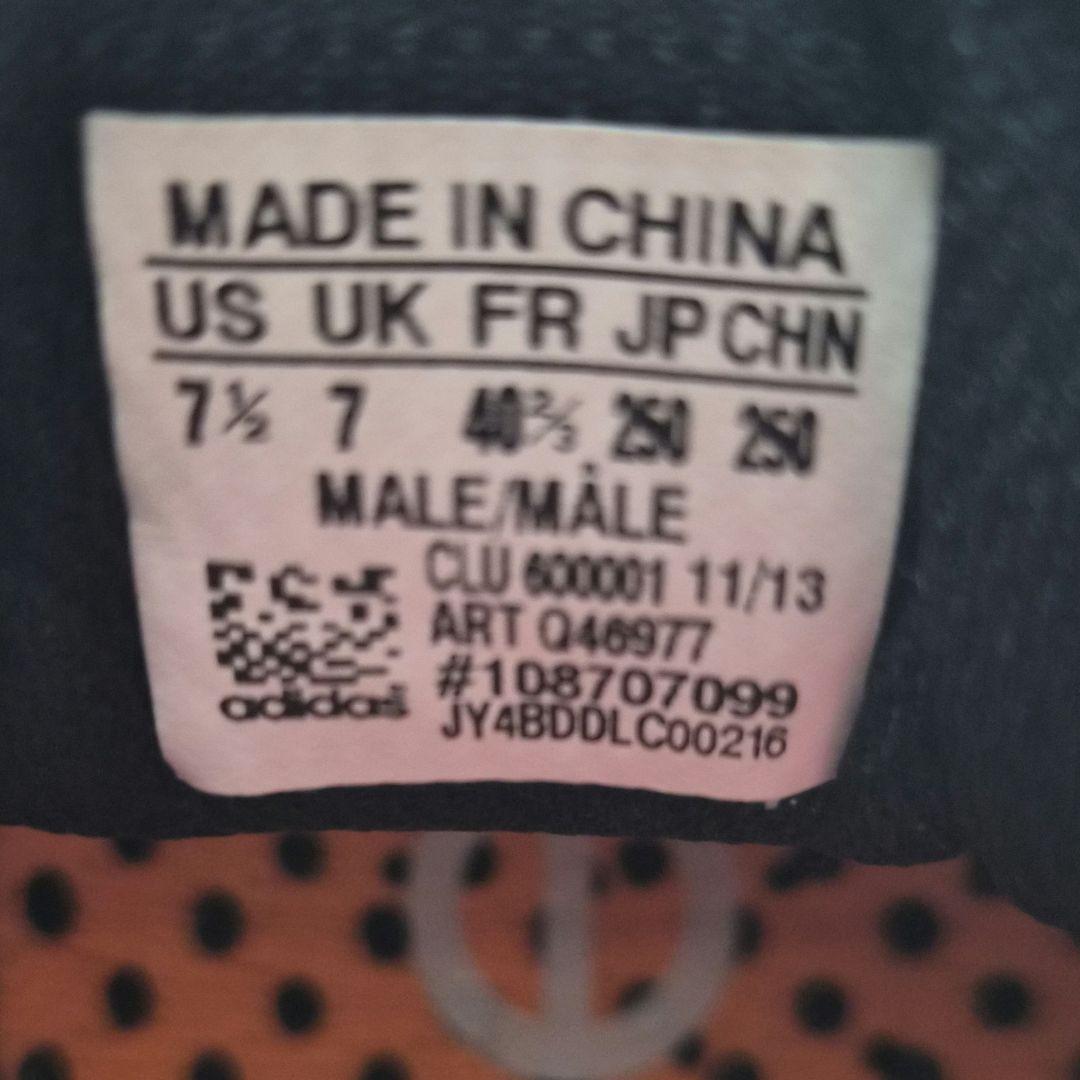 MADE IN CHINA
US UK FR JP CHN
7½ 7 40⅔ 250 250
MALE/MÂLE
CLU 600001 11/13
ART Q46977
#108707099
JY4BDDLC00216
adidas